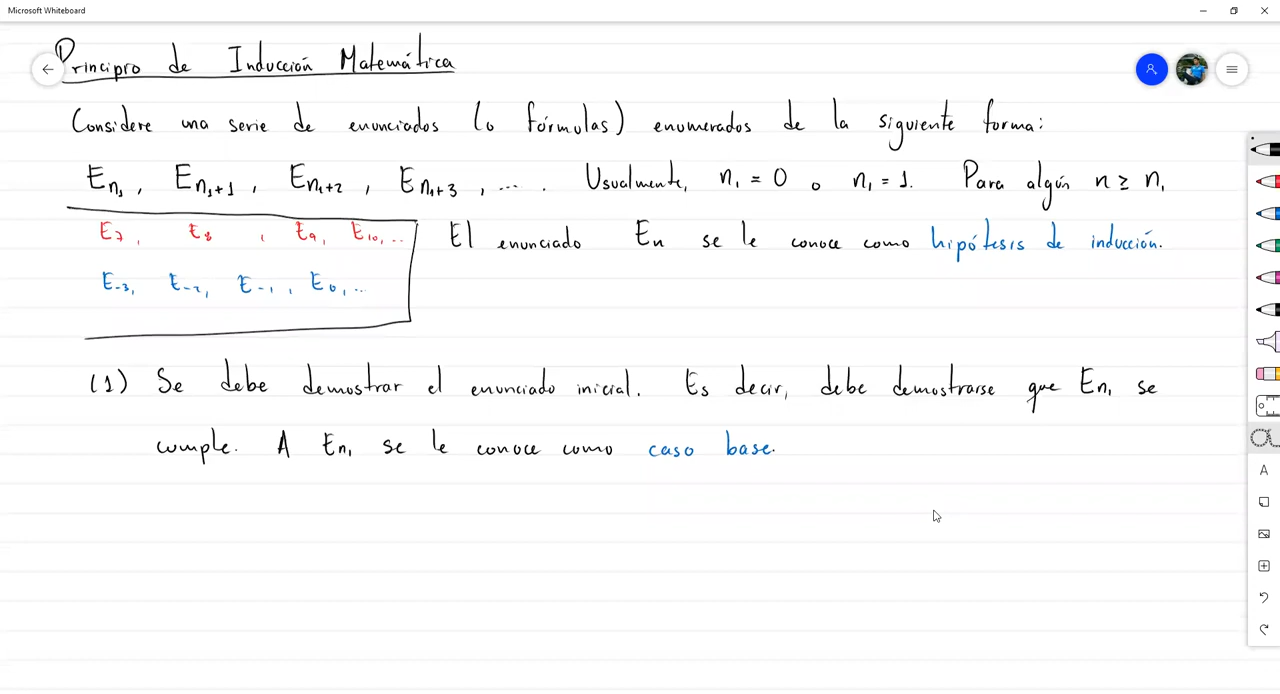 Microsoft Whiteboard
Principio de Inducción Matemática
Considere una serie de enunciados (o fórmulas) enumerados de la siguiente forma:
En₁, En₁+1, En₁+2, En₁+3, .... Usualmente, n₁ = 0 o n₁ = 1. Para algún n ≥ n₁
E₇, E₈, E₉, E₁₀,... El enunciado En se le conoce como hipótesis de inducción.
E₋₃, E₋₂, E₋₁, E₀,...
(1) Se debe demostrar el enunciado inicial. Es decir, debe demostrarse que En₁ se
cumple. A En₁ se le conoce como caso base.